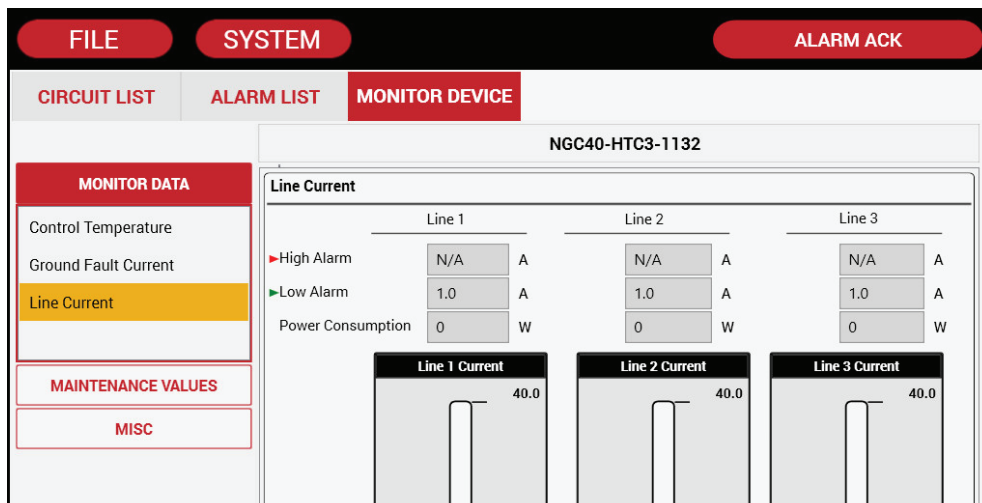 FILE SYSTEM ALARM ACK
CIRCUIT LIST ALARM LIST MONITOR DEVICE
NGC40-HTC3-1132
MONITOR DATA
Control Temperature
Ground Fault Current
Line Current
MAINTENANCE VALUES
MISC
Line Current
Line 1 Line 2 Line 3
High Alarm N/A A N/A A N/A A
Low Alarm 1.0 A 1.0 A 1.0 A
Power Consumption 0 W 0 W 0 W
Line 1 Current Line 2 Current Line 3 Current
40.0 40.0 40.0